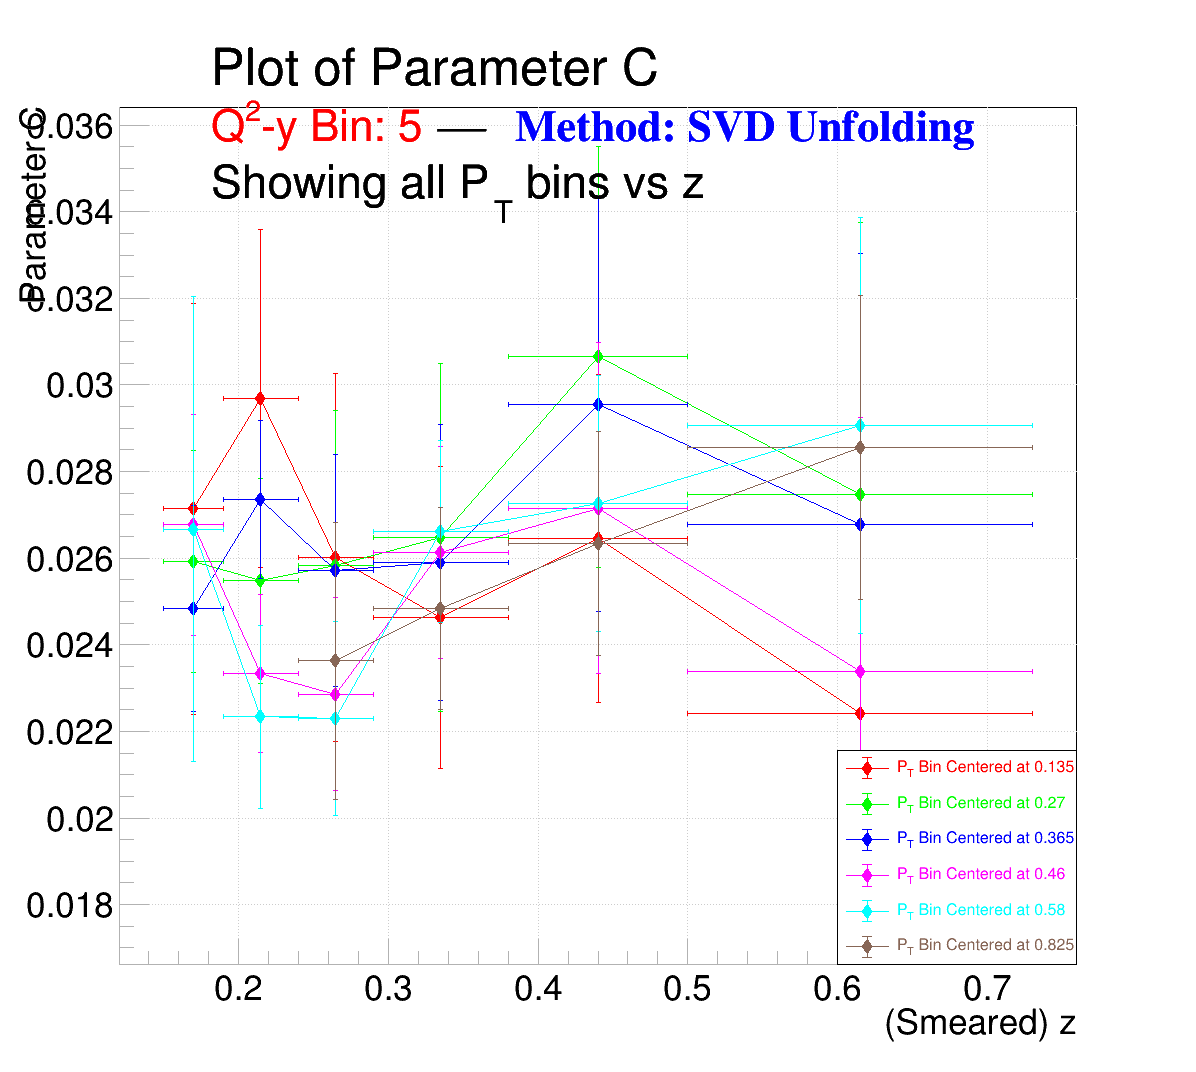 Plot of Parameter C
Q2-y Bin: 5 — Method: SVD Unfolding
Showing all PT bins vs z
Parameter C
0.036
0.034
0.032
0.03
0.028
0.026
0.024
0.022
0.02
0.018
PT Bin Centered at 0.135
PT Bin Centered at 0.27
PT Bin Centered at 0.365
PT Bin Centered at 0.46
PT Bin Centered at 0.58
PT Bin Centered at 0.825
0.2 0.3 0.4 0.5 0.6 0.7
(Smeared) z